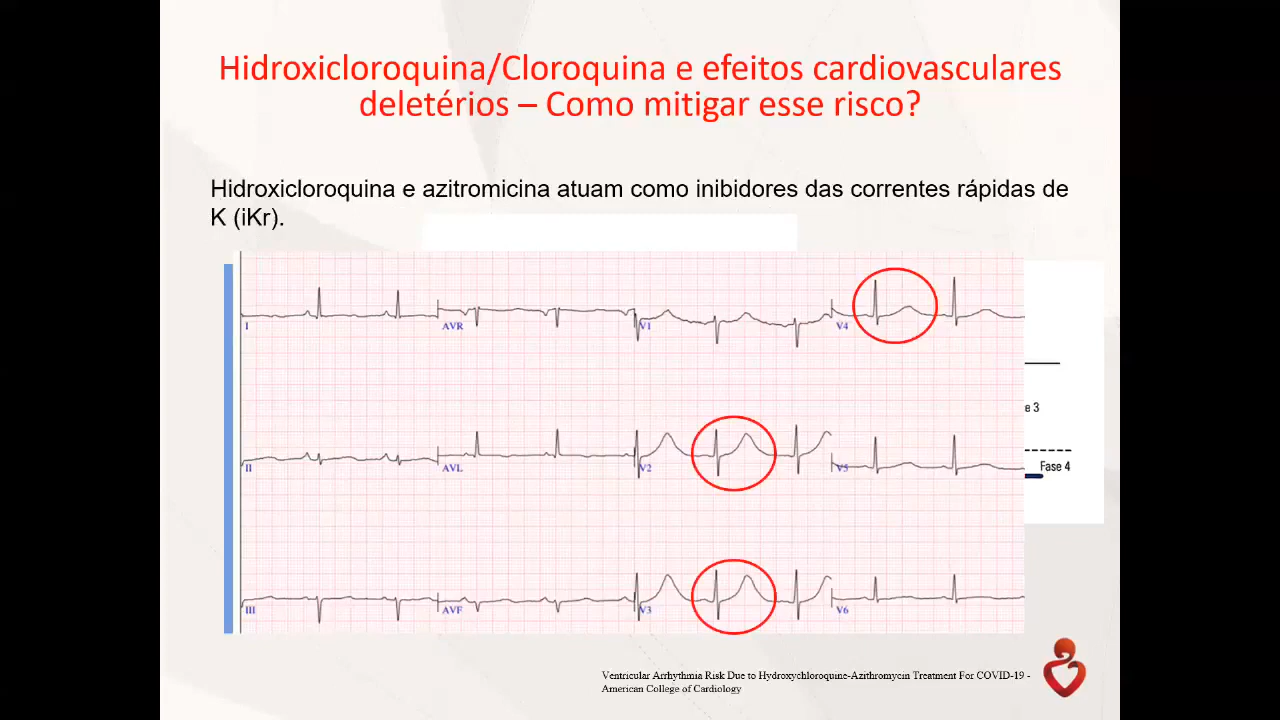 Hidroxicloroquina/Cloroquina e efeitos cardiovasculares
deletérios – Como mitigar esse risco?
Hidroxicloroquina e azitromicina atuam como inibidores das correntes rápidas de
K (iKr).
I
AVR
V1
V4
e 3
II
AVL
V2
V5
Fase 4
III
AVF
V3
V6
Ventricular Arrhythmia Risk Due to Hydroxychloroquine-Azithromycin Treatment For COVID-19 -
American College of Cardiology